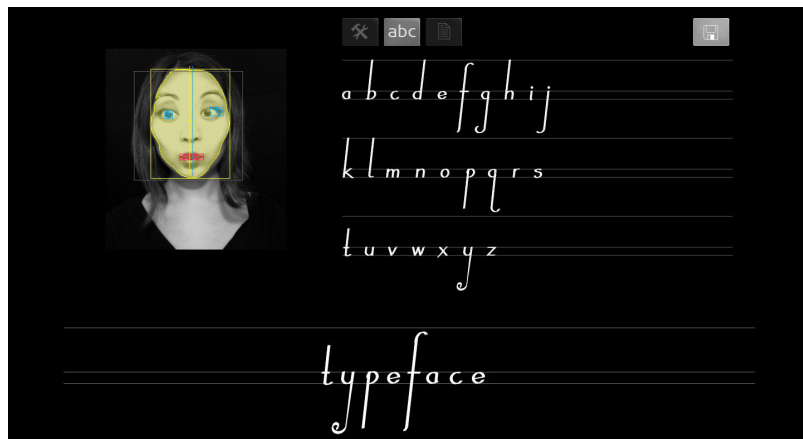 abc
a b c d e f g h i j
k l m n o p q r s
t u v w x y z
typeface